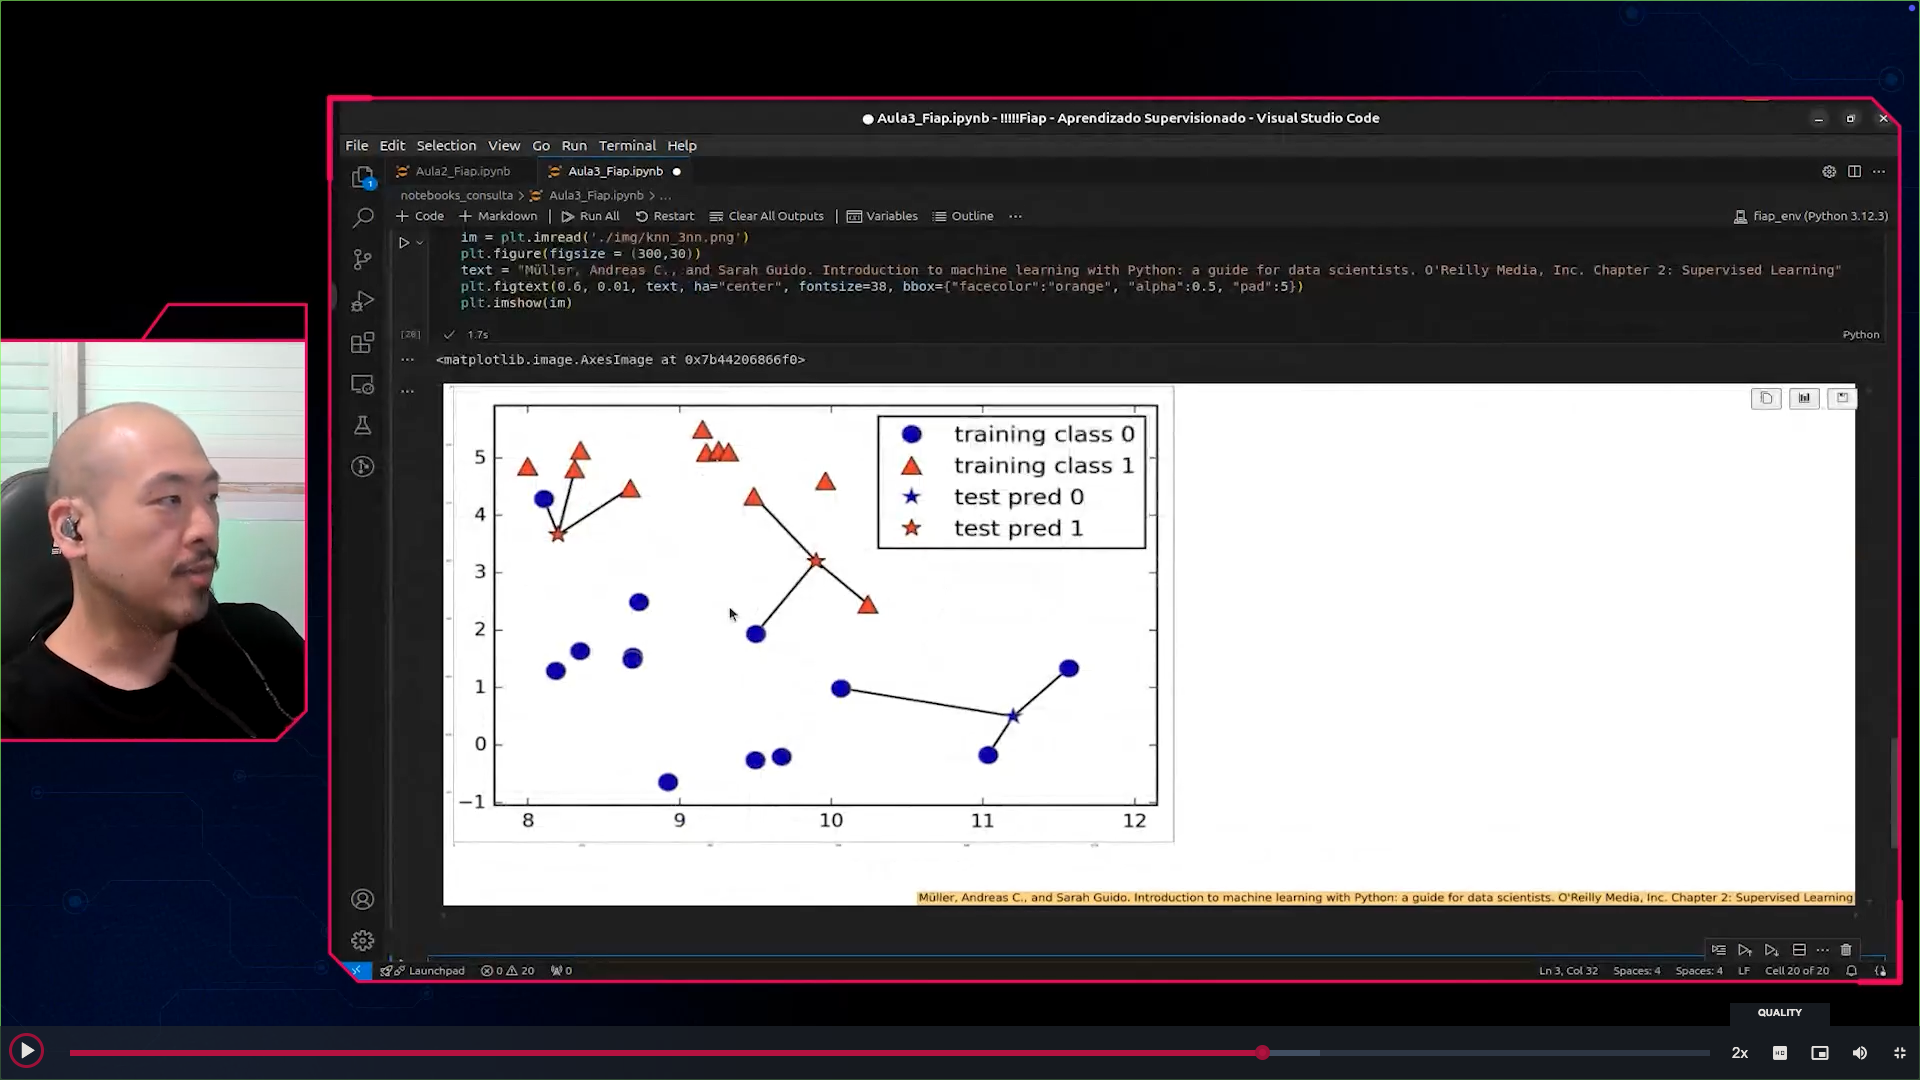 Aula3_Fiap.ipynb - !!!!!Fiap - Aprendizado Supervisionado - Visual Studio Code
File Edit Selection View Go Run Terminal Help
Aula2_Fiap.ipynb Aula3_Fiap.ipynb
1
notebooks_consulta > Aula3_Fiap.ipynb > ...
+ Code + Markdown Run All Restart Clear All Outputs Variables Outline ... fiap_env (Python 3.12.3)
im = plt.imread('./img/knn_3nn.png')
plt.figure(figsize = (300,30))
text = "Müller, Andreas C., and Sarah Guido. Introduction to machine learning with Python: a guide for data scientists. O'Reilly Media, Inc. Chapter 2: Supervised Learning"
plt.figtext(0.6, 0.01, text, ha="center", fontsize=38, bbox={"facecolor":"orange", "alpha":0.5, "pad":5})
plt.imshow(im)
[20] 1.7s Python
<matplotlib.image.AxesImage at 0x7b44206866f0>
training class 0
training class 1
test pred 0
test pred 1
5
4
3
2
1
0
−1
8 9 10 11 12
Müller, Andreas C., and Sarah Guido. Introduction to machine learning with Python: a guide for data scientists. O'Reilly Media, Inc. Chapter 2: Supervised Learning
Launchpad 0 20 0 Ln 3, Col 32 Spaces: 4 Spaces: 4 LF Cell 20 of 20
QUALITY
2x